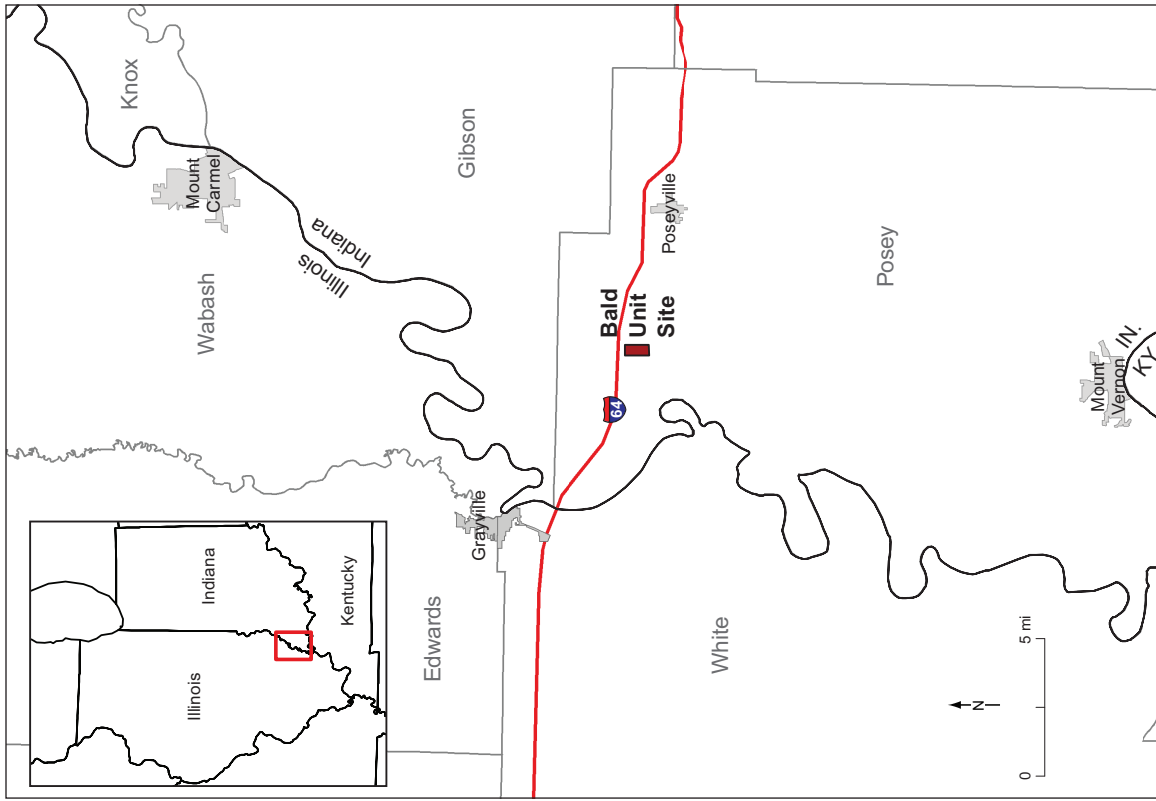 Knox
Mount
Carmel
Wabash
Gibson
Illinois
Indiana
Indiana
Illinois
Kentucky
Grayville
Edwards
64
Bald
Unit
Site
Poseyville
White
Posey
Mount
Vernon
IN.
KY
N
0
5 mi